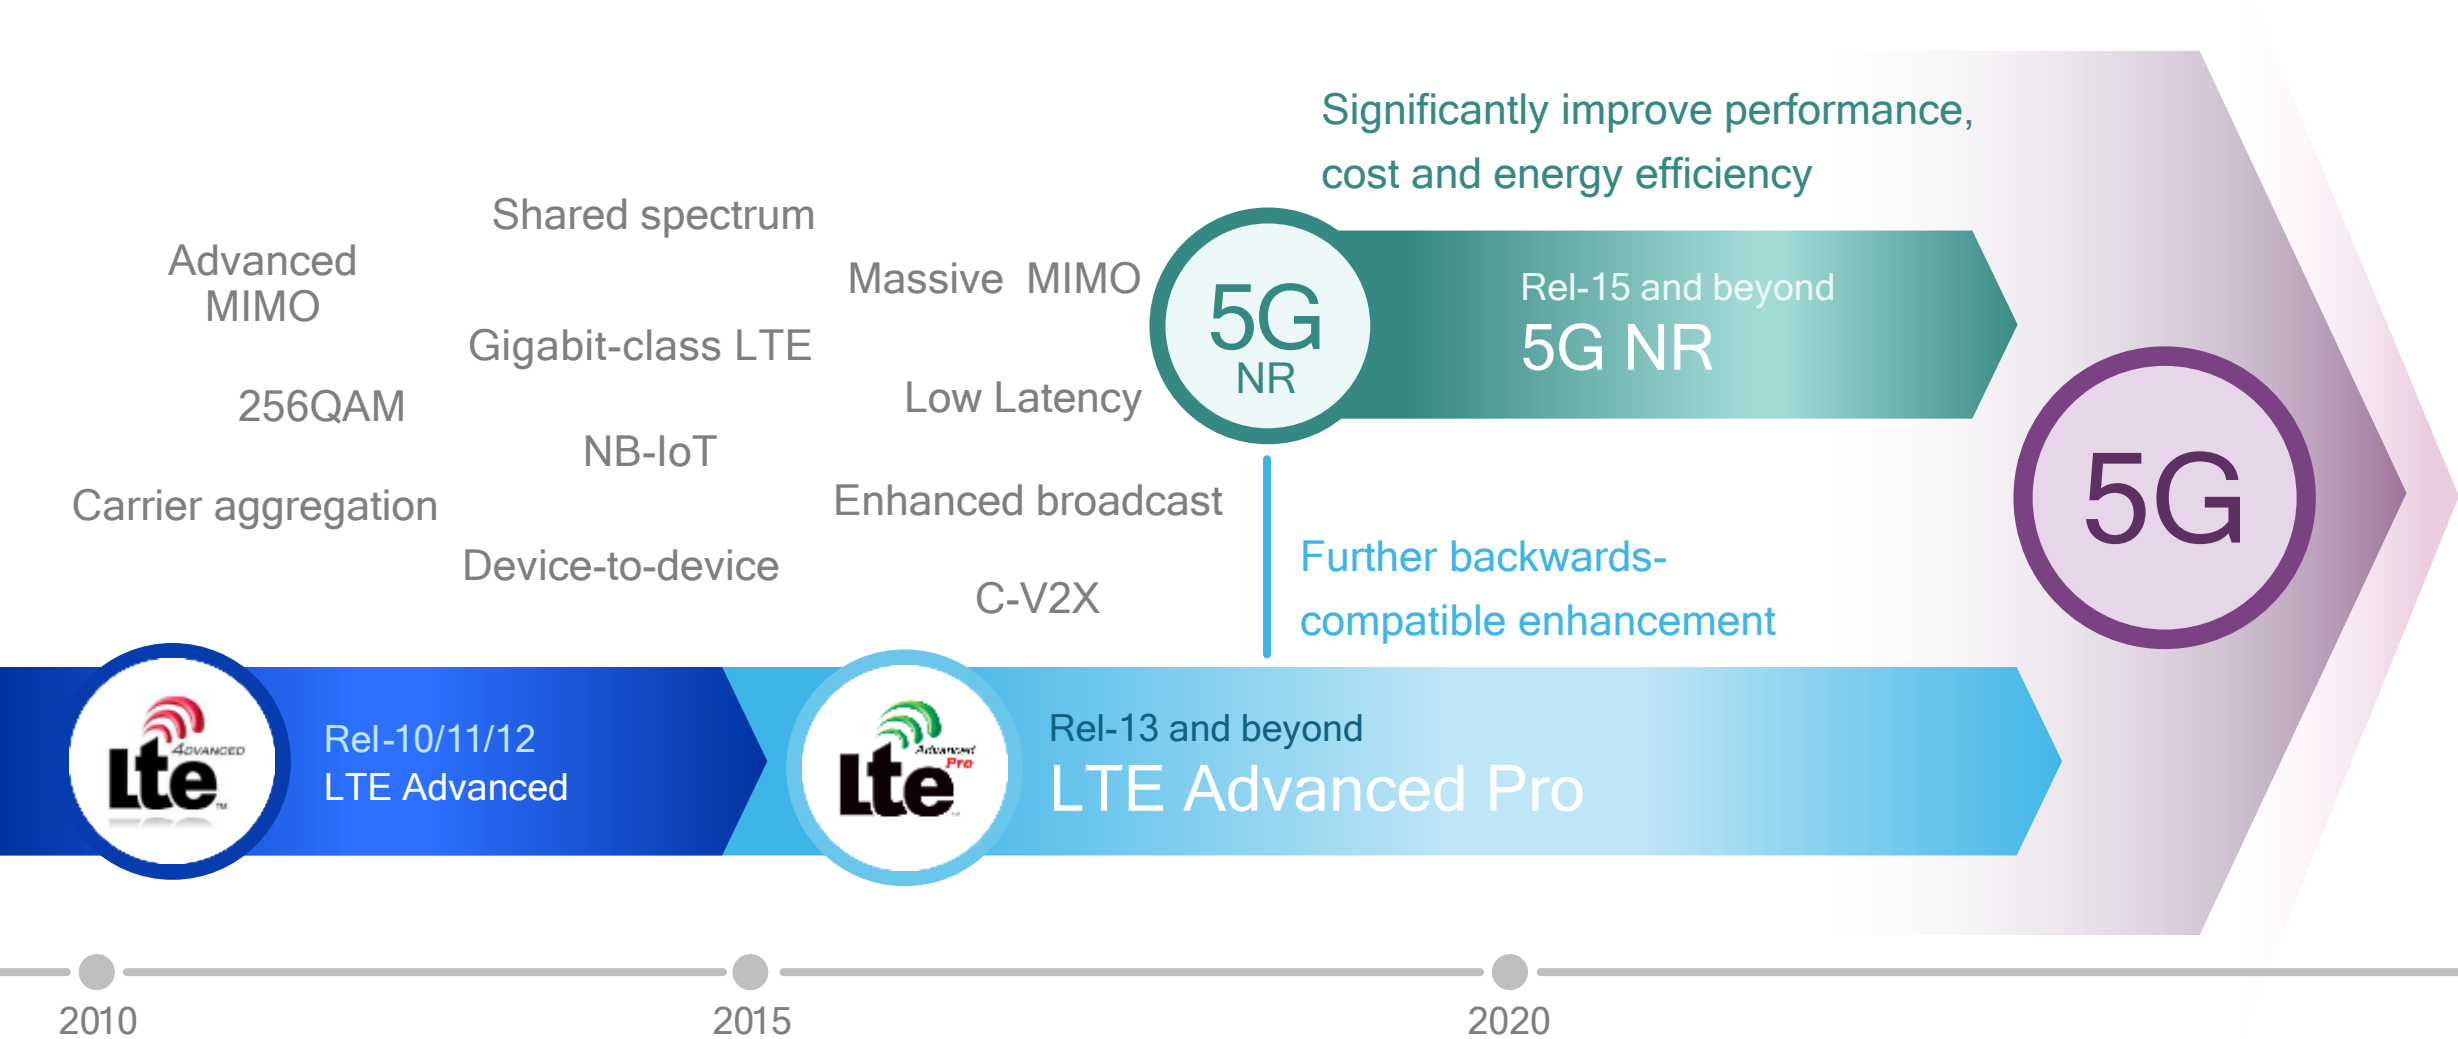 Significantly improve performance,
cost and energy efficiency
Shared spectrum
Advanced
MIMO
Massive MIMO
Gigabit-class LTE
256QAM
Low Latency
NB-IoT
Carrier aggregation
Enhanced broadcast
Device-to-device
C-V2X
5G
NR
Rel-15 and beyond
5G NR
Further backwards-
compatible enhancement
5G
ADVANCED
Lte
TM
Rel-10/11/12
LTE Advanced
Advanced
Pro
Lte
Rel-13 and beyond
LTE Advanced Pro
2010
2015
2020